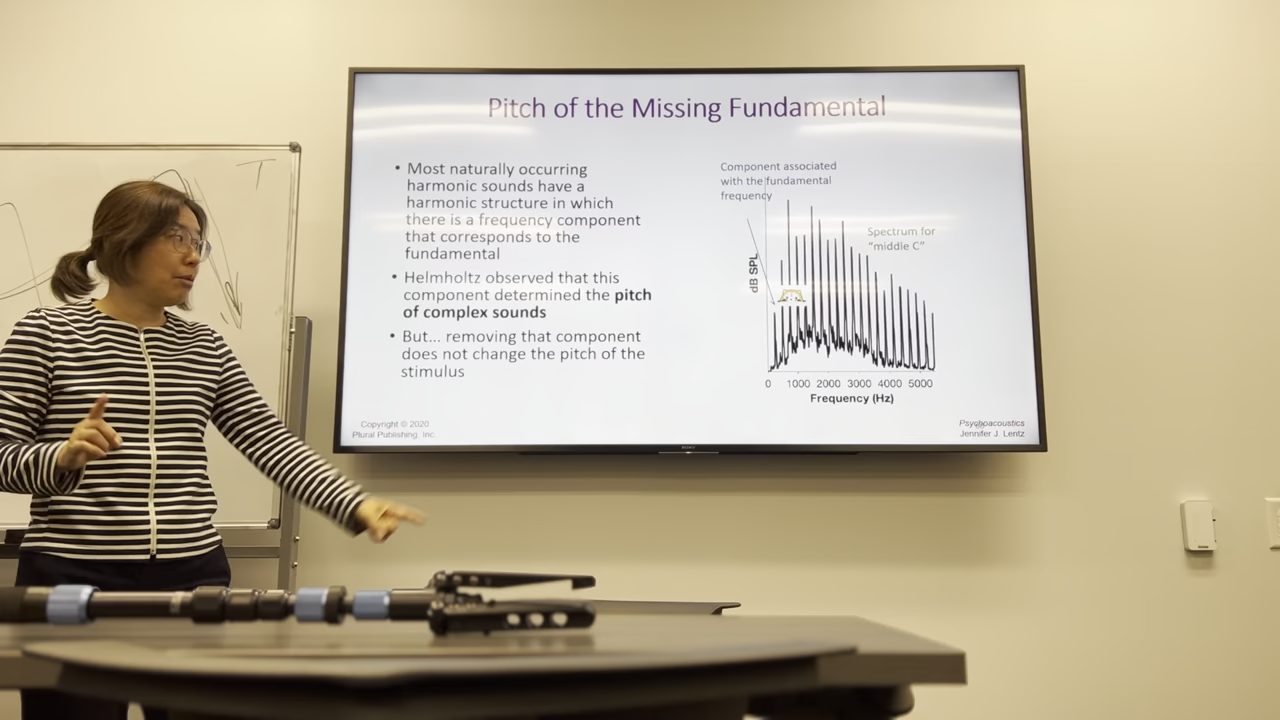 Pitch of the Missing Fundamental
• Most naturally occurring
harmonic sounds have a
harmonic structure in which
there is a frequency component
that corresponds to the
fundamental
• Helmholtz observed that this
component determined the pitch
of complex sounds
• But... removing that component
does not change the pitch of the
stimulus
Component associated
with the fundamental
frequency
Spectrum for
“middle C”
dB SPL
0 1000 2000 3000 4000 5000
Frequency (Hz)
Copyright © 2020
Plural Publishing, Inc.
Psychoacoustics
Jennifer J. Lentz
SONY
T